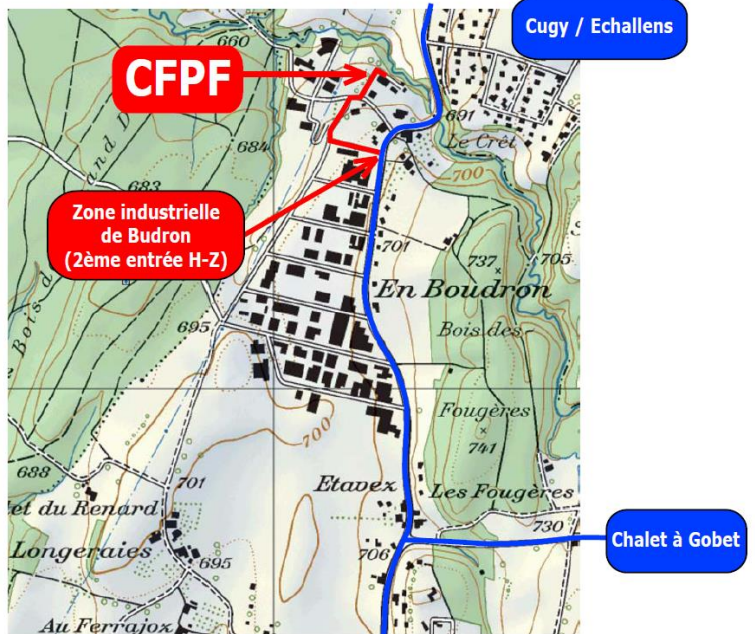 Cugy / Echallens
660
CFPF
691
Le Crêt
684
700
683
Zone industrielle
de Budron
(2ème entrée H-Z)
701
737
705
En Boudron
695
Bois des
Fougères
700
741
688
701
Etavez
Les Fougères
et du Renard
730
Longeraies
695
706
Chalet à Gobet
Au Ferrajox